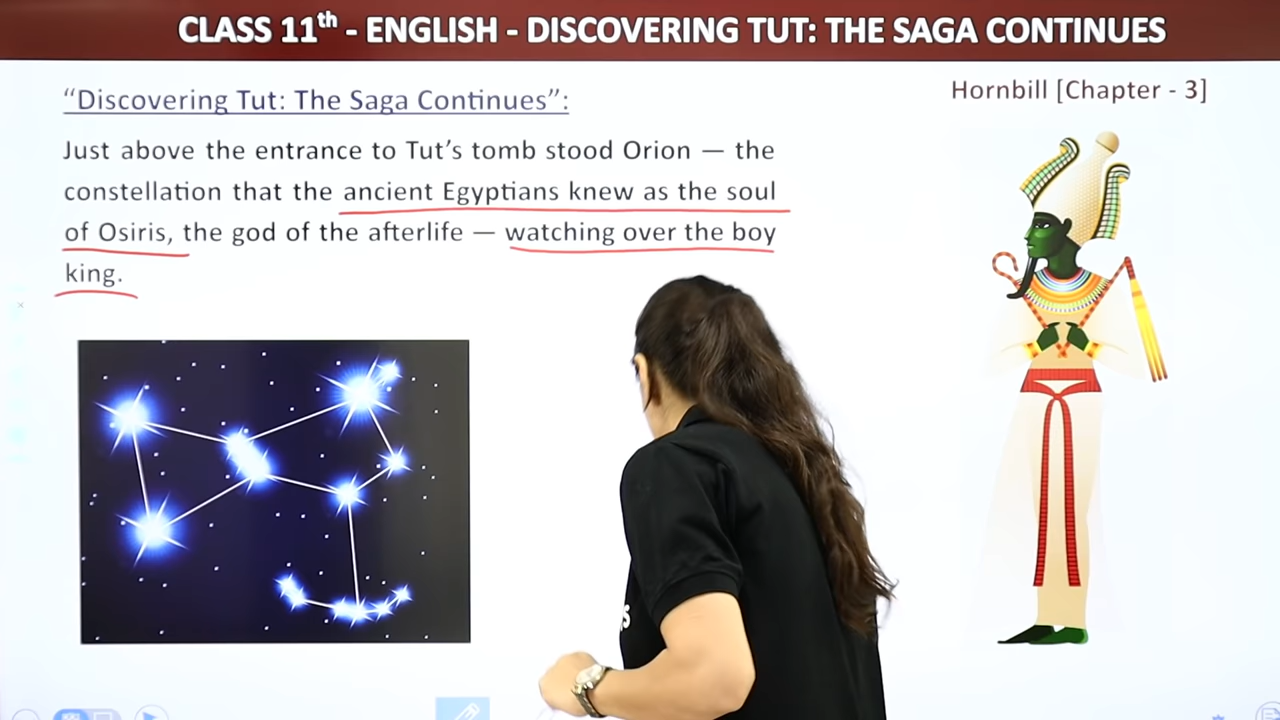 CLASS 11th - ENGLISH - DISCOVERING TUT: THE SAGA CONTINUES
Hornbill [Chapter - 3]
“Discovering Tut: The Saga Continues”:
Just above the entrance to Tut’s tomb stood Orion — the
constellation that the ancient Egyptians knew as the soul
of Osiris, the god of the afterlife — watching over the boy
king.